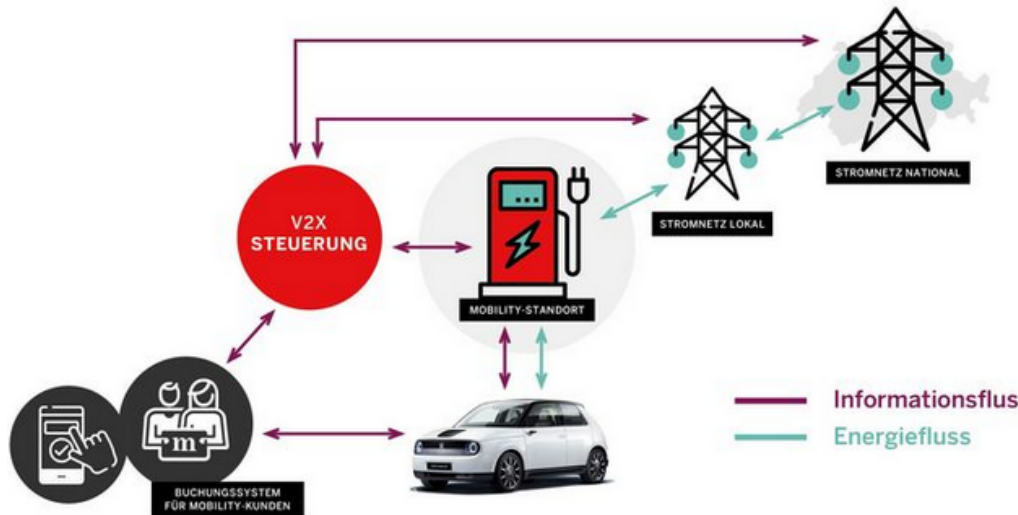 STROMNETZ NATIONAL
STROMNETZ LOKAL
V2X
STEUERUNG
MOBILITY-STANDORT
m
BUCHUNGSSYSTEM
FÜR MOBILITY-KUNDEN
Informationsflus
Energiefluss